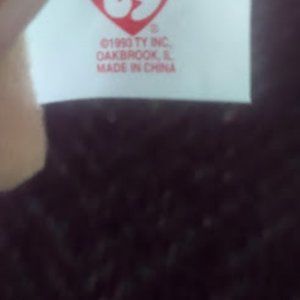 ®
©1993 TY INC,
OAKBROOK, IL
MADE IN CHINA